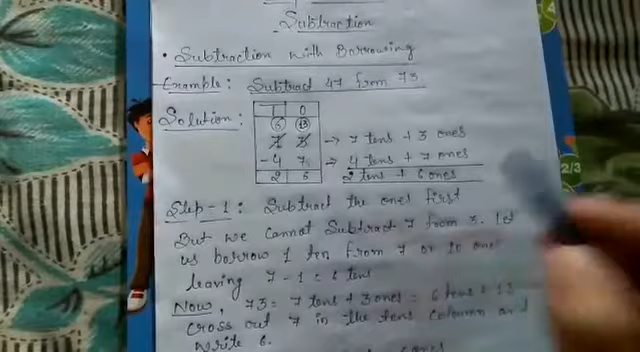 Subtraction
• Subtraction with Borrowing
Example: Subtract 47 from 73
Solution:
T O
6 13
7 3 → 7 tens + 3 ones
- 4 7 → 4 tens + 7 ones
2 6 2 tens + 6 ones
Step-1: Subtract the ones first
But we cannot Subtract 7 from 3. Let
us borrow 1 ten from 7 or 10 ones
leaving 7 - 1 = 6 tens
Now, 73 = 7 tens + 3 ones = 6 tens + 13
cross out 7 in the tens column and
write 6.
ones
2/3